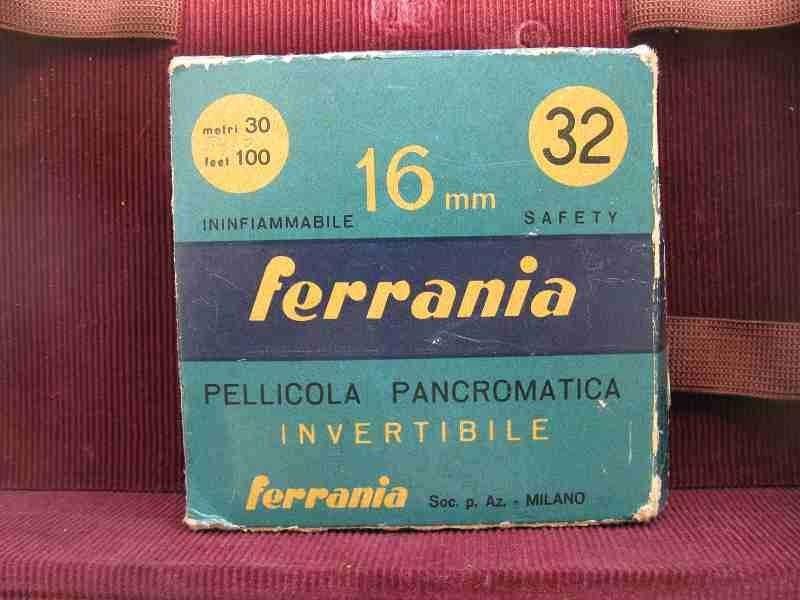 metri 30
feet 100
32
16 mm
ININFIAMMABILE
SAFETY
ferrania
PELLICOLA PANCROMATICA
INVERTIBILE
ferrania Soc. p. Az. - MILANO